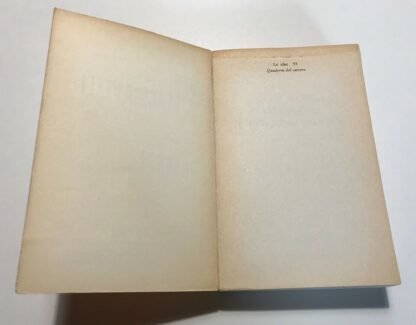 Le idee 55
Quaderni del carcere